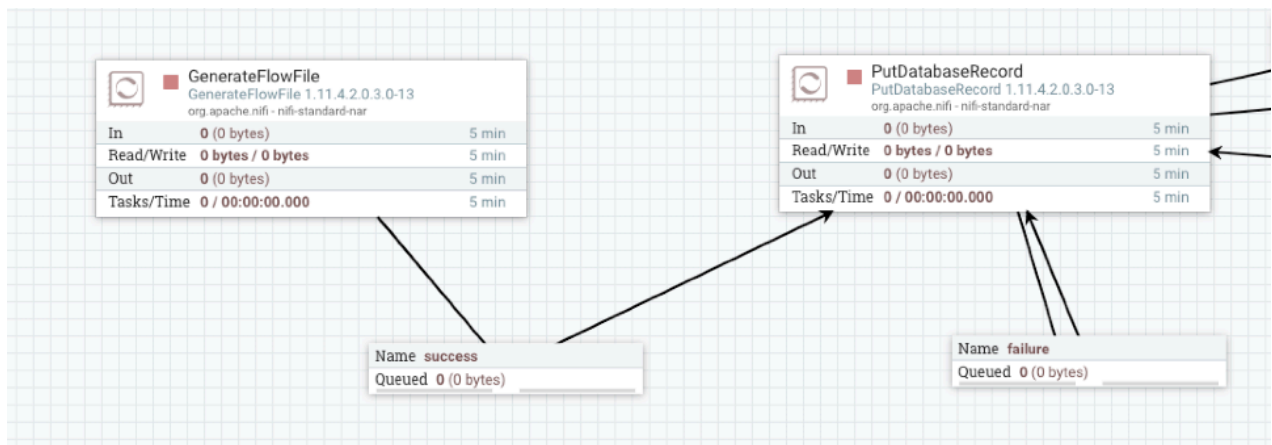 GenerateFlowFile
GenerateFlowFile 1.11.4.2.0.3.0-13
org.apache.nifi - nifi-standard-nar
In 0 (0 bytes) 5 min
Read/Write 0 bytes / 0 bytes 5 min
Out 0 (0 bytes) 5 min
Tasks/Time 0 / 00:00:00.000 5 min
PutDatabaseRecord
PutDatabaseRecord 1.11.4.2.0.3.0-13
org.apache.nifi - nifi-standard-nar
In 0 (0 bytes) 5 min
Read/Write 0 bytes / 0 bytes 5 min
Out 0 (0 bytes) 5 min
Tasks/Time 0 / 00:00:00.000 5 min
Name success
Queued 0 (0 bytes)
Name failure
Queued 0 (0 bytes)